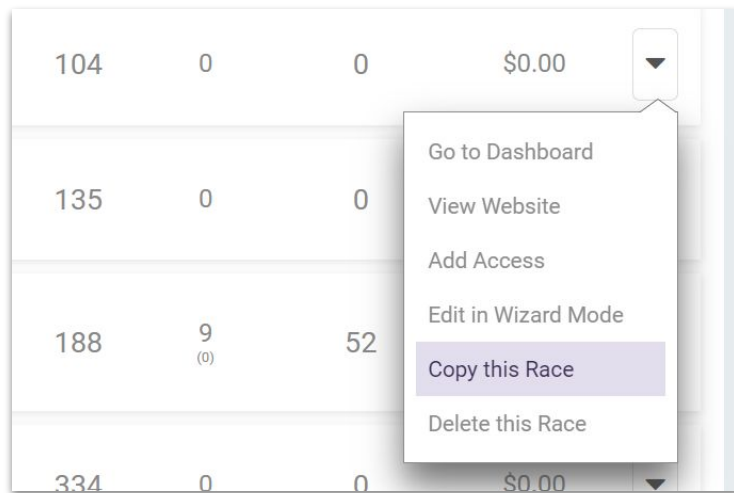 104 0 0 $0.00
Go to Dashboard
135 0 0
View Website
Add Access
Edit in Wizard Mode
188 9 52
(0)
Copy this Race
Delete this Race
334 0 0 $0.00